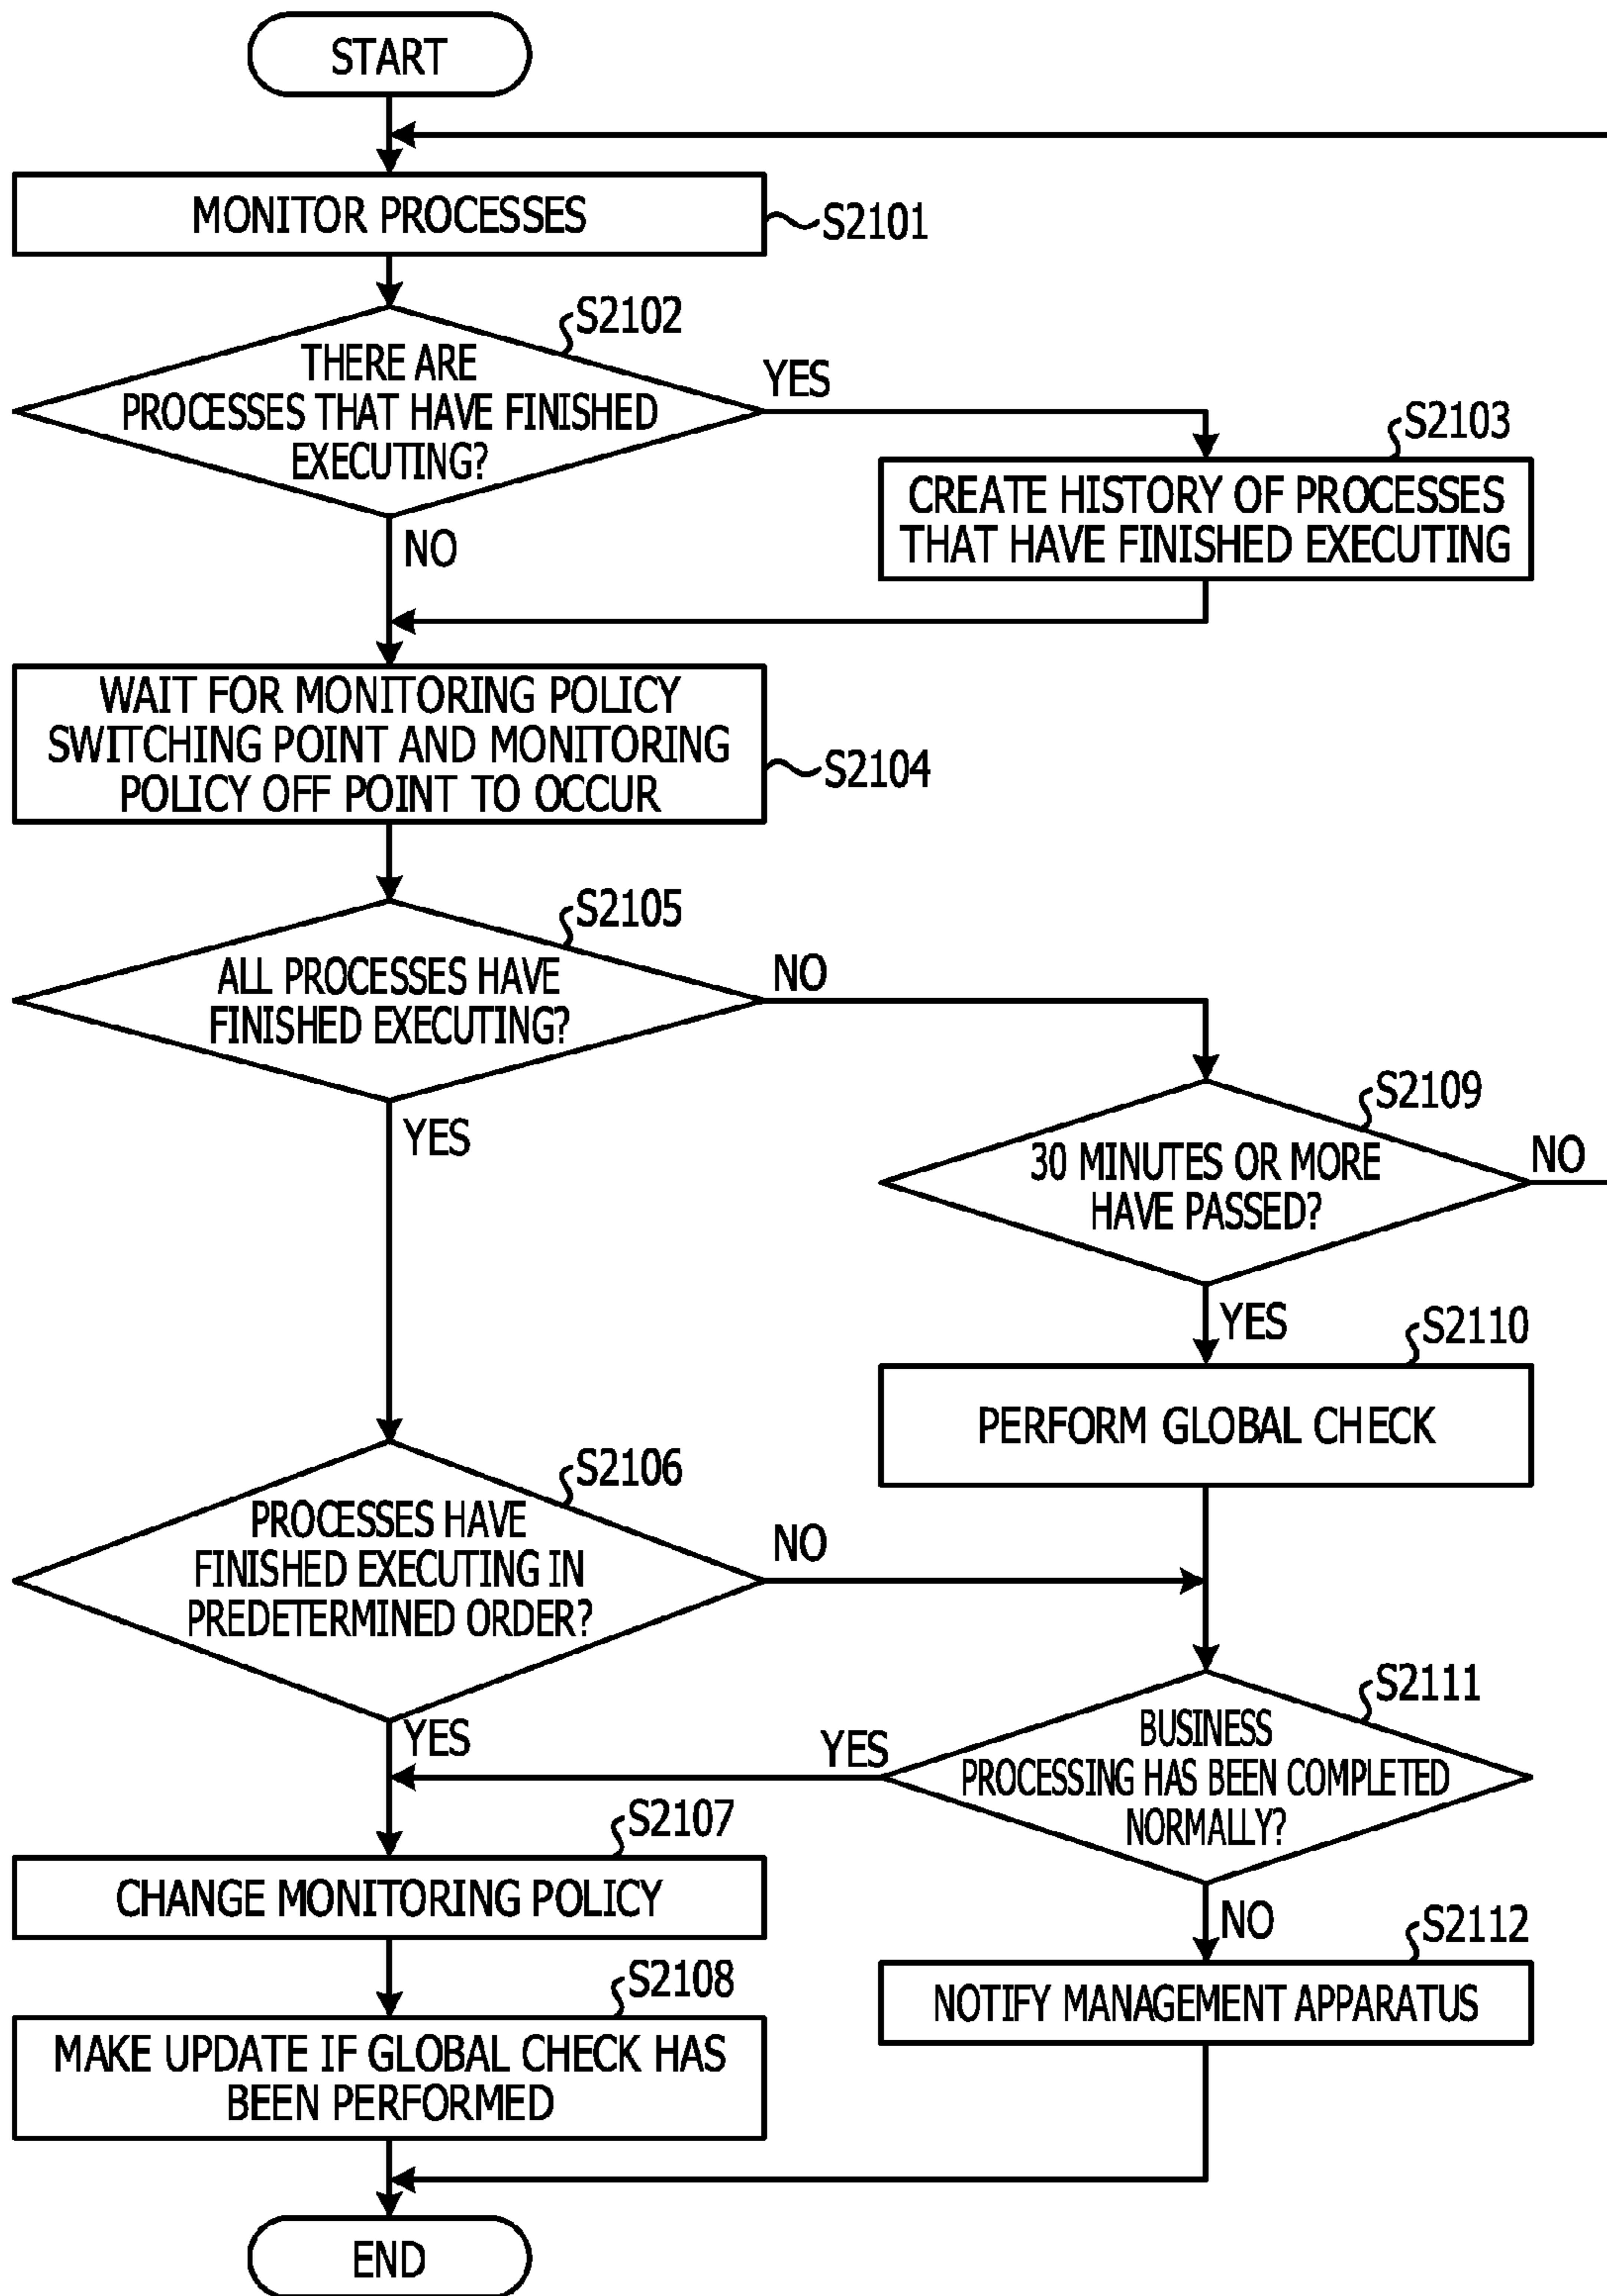 START
MONITOR PROCESSES
S2101
S2102
THERE ARE
PROCESSES THAT HAVE FINISHED
EXECUTING?
YES
NO
S2103
CREATE HISTORY OF PROCESSES
THAT HAVE FINISHED EXECUTING
WAIT FOR MONITORING POLICY
SWITCHING POINT AND MONITORING
POLICY OFF POINT TO OCCUR
S2104
S2105
ALL PROCESSES HAVE
FINISHED EXECUTING?
NO
YES
S2109
30 MINUTES OR MORE
HAVE PASSED?
NO
YES
S2110
PERFORM GLOBAL CHECK
S2106
PROCESSES HAVE
FINISHED EXECUTING IN
PREDETERMINED ORDER?
NO
YES
S2111
BUSINESS
PROCESSING HAS BEEN COMPLETED
NORMALLY?
YES
NO
S2107
CHANGE MONITORING POLICY
S2112
NOTIFY MANAGEMENT APPARATUS
S2108
MAKE UPDATE IF GLOBAL CHECK HAS
BEEN PERFORMED
END